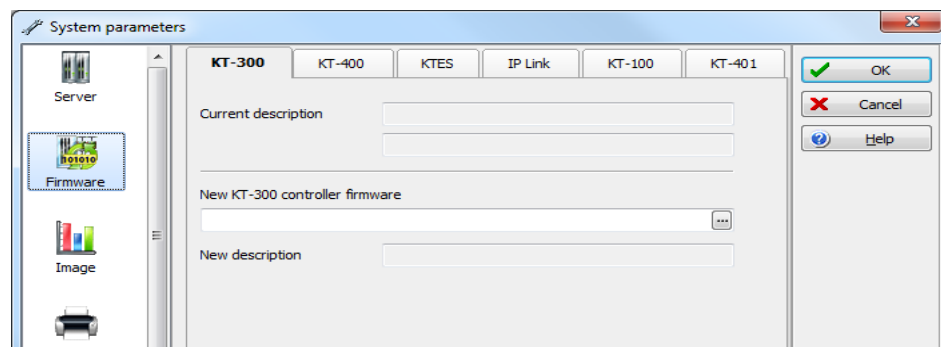 System parameters
Server
Firmware
Image
KT-300 KT-400 KTES IP Link KT-100 KT-401
Current description
New KT-300 controller firmware
...
New description
OK
Cancel
Help